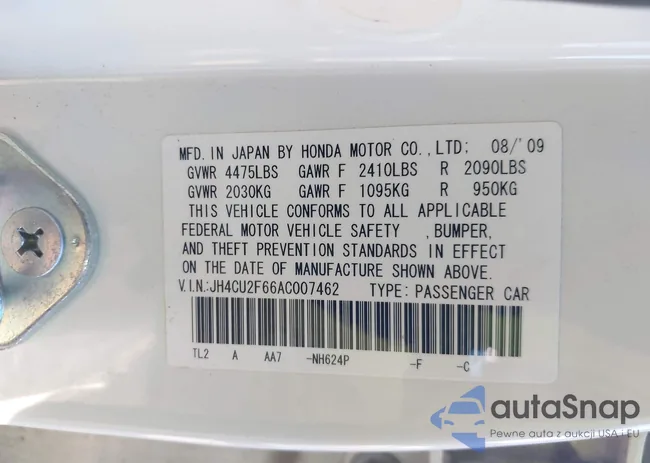 MFD. IN JAPAN BY HONDA MOTOR CO.,LTD: 08/'09
GVWR 4475LBS GAWR F 2410LBS R 2090LBS
GVWR 2030KG GAWR F 1095KG R 950KG
THIS VEHICLE CONFORMS TO ALL APPLICABLE
FEDERAL MOTOR VEHICLE SAFETY ,BUMPER,
AND THEFT PREVENTION STANDARDS IN EFFECT
ON THE DATE OF MANUFACTURE SHOWN ABOVE.
V.I.N.:JH4CU2F66AC007462 TYPE: PASSENGER CAR
TL2 A AA7 -NH624P -F -C
autaSnap
Pewne auta z aukcji USA i EU